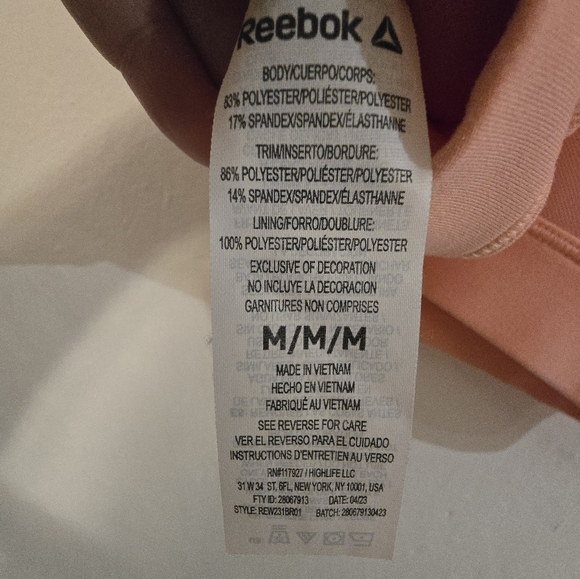 Reebok
BODY/CUERPO/CORPS:
83% POLYESTER/POLIÉSTER/POLYESTER
17% SPANDEX/SPANDEX/ÉLASTHANNE
TRIM/INSERTO/BORDURE:
86% POLYESTER/POLIÉSTER/POLYESTER
14% SPANDEX/SPANDEX/ÉLASTHANNE
LINING/FORRO/DOUBLURE:
100% POLYESTER/POLIÉSTER/POLYESTER
EXCLUSIVE OF DECORATION
NO INCLUYE LA DECORACION
GARNITURES NON COMPRISES
M/M/M
MADE IN VIETNAM
HECHO EN VIETNAM
FABRIQUÉ AU VIETNAM
SEE REVERSE FOR CARE
VER EL REVERSO PARA EL CUIDADO
INSTRUCTIONS D'ENTRETIEN AU VERSO
RN#117927 / HIGHLIFE LLC
31 W 34 ST, 6FL, NEW YORK, NY 10001, USA
FTY ID: 28067913 DATE: 04/23
STYLE: REW231BR01 BATCH: 280679130423